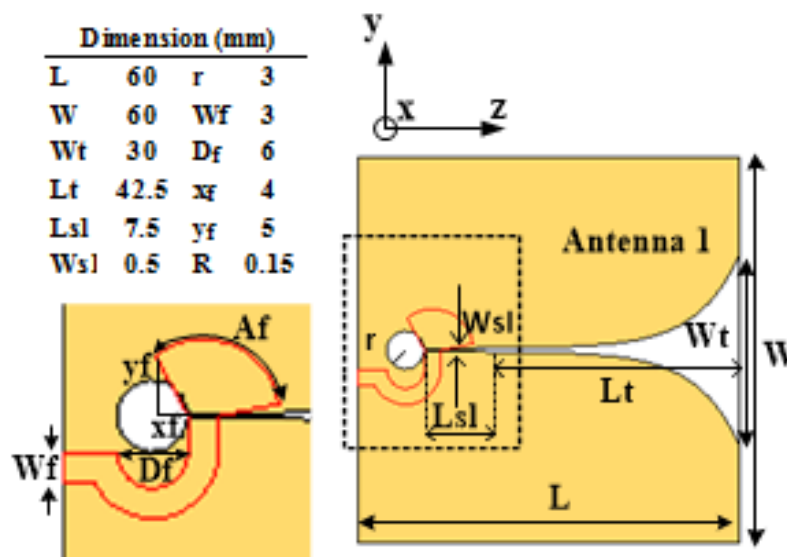 Dimension (mm)
L 60 r 3
W 60 Wf 3
Wt 30 Df 6
Lt 42.5 xf 4
Lsl 7.5 yf 5
Wsl 0.5 R 0.15
y
x
z
Antenna 1
r
Wsl
Wt
W
Lt
Lsl
L
Af
yf
xf
Wf
Df